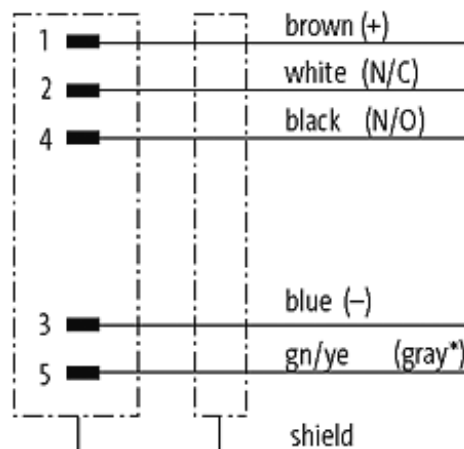 1 brown (+)
2 white (N/C)
4 black (N/O)
3 blue (–)
5 gn/ye (gray*)
shield